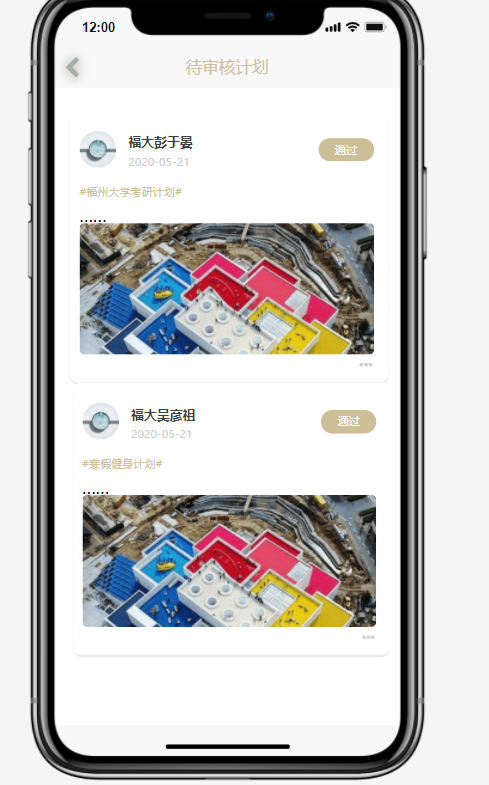 12:00
待审核计划
福大彭于晏
通过
2020-05-21
#福州大学考研计划#
......
福大吴彦祖
通过
2020-05-21
#寒假健身计划#
......